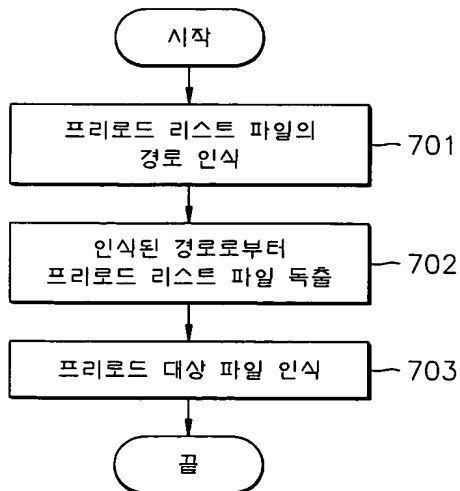 시작
프리로드 리스트 파일의
경로 인식
701
인식된 경로로부터
프리로드 리스트 파일 독출
702
프리로드 대상 파일 인식
703
끝